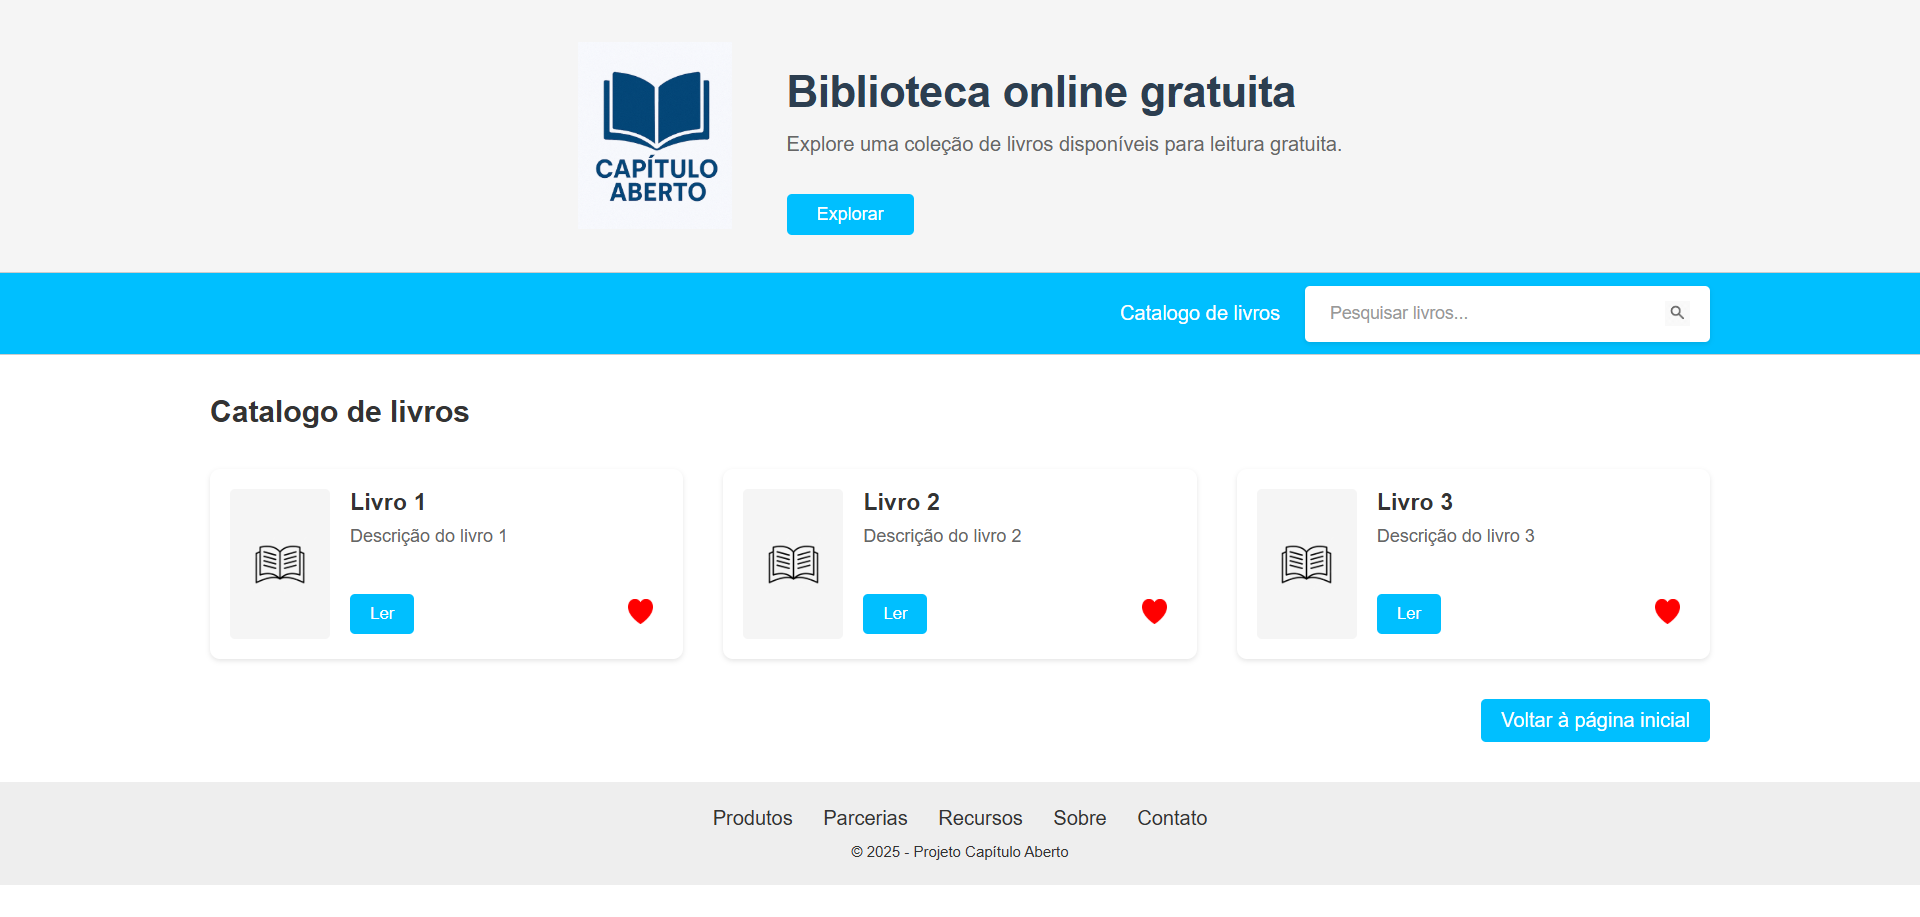 CAPÍTULO
ABERTO
Biblioteca online gratuita
Explore uma coleção de livros disponíveis para leitura gratuita.
Explorar
Catalogo de livros
Pesquisar livros...
Catalogo de livros
Livro 1
Descrição do livro 1
Ler
Livro 2
Descrição do livro 2
Ler
Livro 3
Descrição do livro 3
Ler
Voltar à página inicial
Produtos Parcerias Recursos Sobre Contato
© 2025 - Projeto Capítulo Aberto